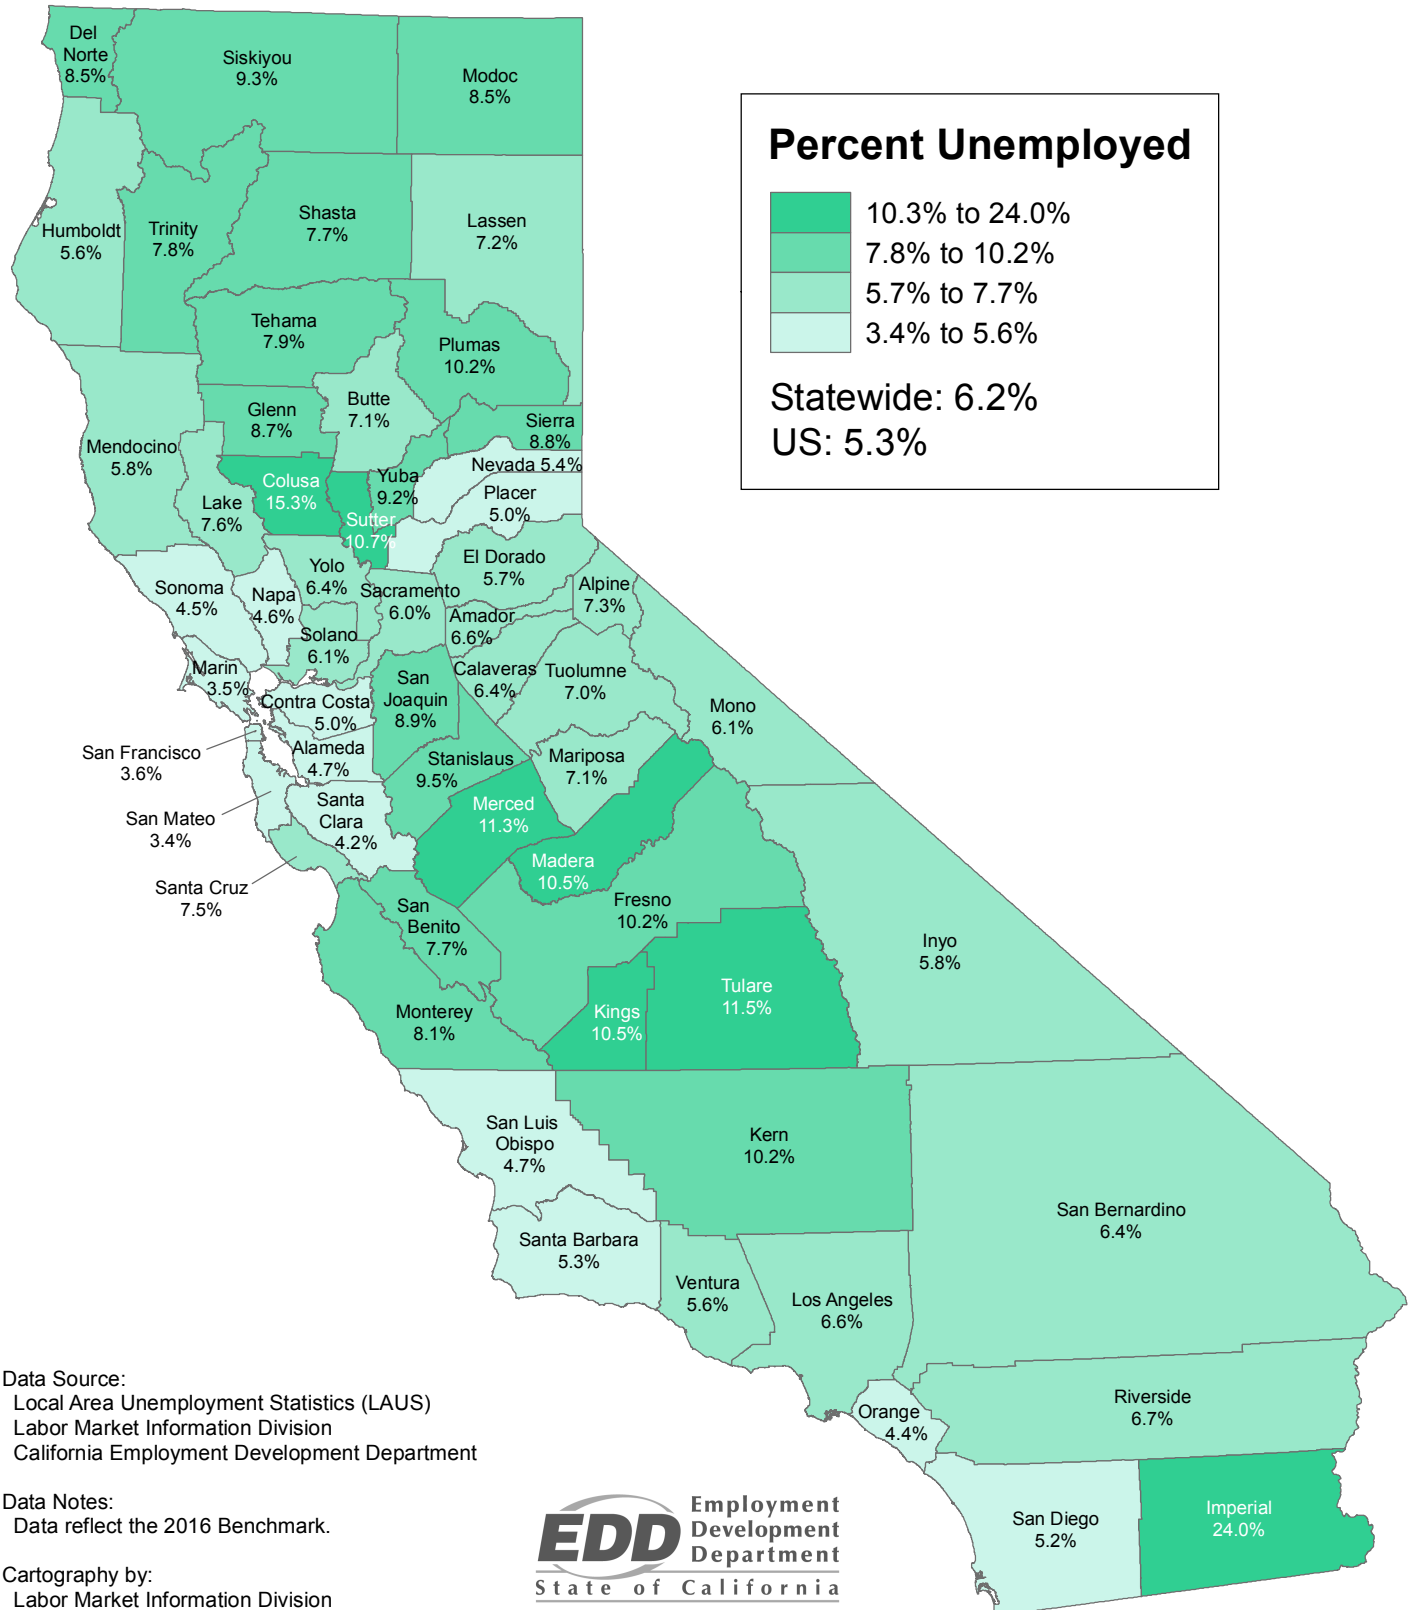 Del
Norte
8.5%
Siskiyou
9.3%
Modoc
8.5%
Percent Unemployed
10.3% to 24.0%
7.8% to 10.2%
5.7% to 7.7%
3.4% to 5.6%
Statewide: 6.2%
US: 5.3%
Humboldt
5.6%
Trinity
7.8%
Shasta
7.7%
Lassen
7.2%
Tehama
7.9%
Plumas
10.2%
Butte
7.1%
Glenn
8.7%
Sierra
8.8%
Mendocino
5.8%
Lake
7.6%
Colusa
15.3%
Sutter
10.7%
Yuba
9.2%
Nevada 5.4%
Placer
5.0%
El Dorado
5.7%
Alpine
7.3%
Sonoma
4.5%
Napa
4.6%
Yolo
6.4%
Sacramento
6.0%
Amador
6.6%
Solano
6.1%
Marin
3.5%
Contra Costa
5.0%
San
Joaquin
8.9%
Calaveras
6.4%
Tuolumne
7.0%
Mono
6.1%
San Francisco
3.6%
Alameda
4.7%
Stanislaus
9.5%
Mariposa
7.1%
San Mateo
3.4%
Santa
Clara
4.2%
Merced
11.3%
Madera
10.5%
Santa Cruz
7.5%
San
Benito
7.7%
Fresno
10.2%
Inyo
5.8%
Monterey
8.1%
Kings
10.5%
Tulare
11.5%
San Luis
Obispo
4.7%
Kern
10.2%
San Bernardino
6.4%
Santa Barbara
5.3%
Ventura
5.6%
Los Angeles
6.6%
Orange
4.4%
Riverside
6.7%
San Diego
5.2%
Imperial
24.0%
Data Source:
Local Area Unemployment Statistics (LAUS)
Labor Market Information Division
California Employment Development Department
Data Notes:
Data reflect the 2016 Benchmark.
Cartography by:
Labor Market Information Division
EDD
Employment
Development
Department
State of California